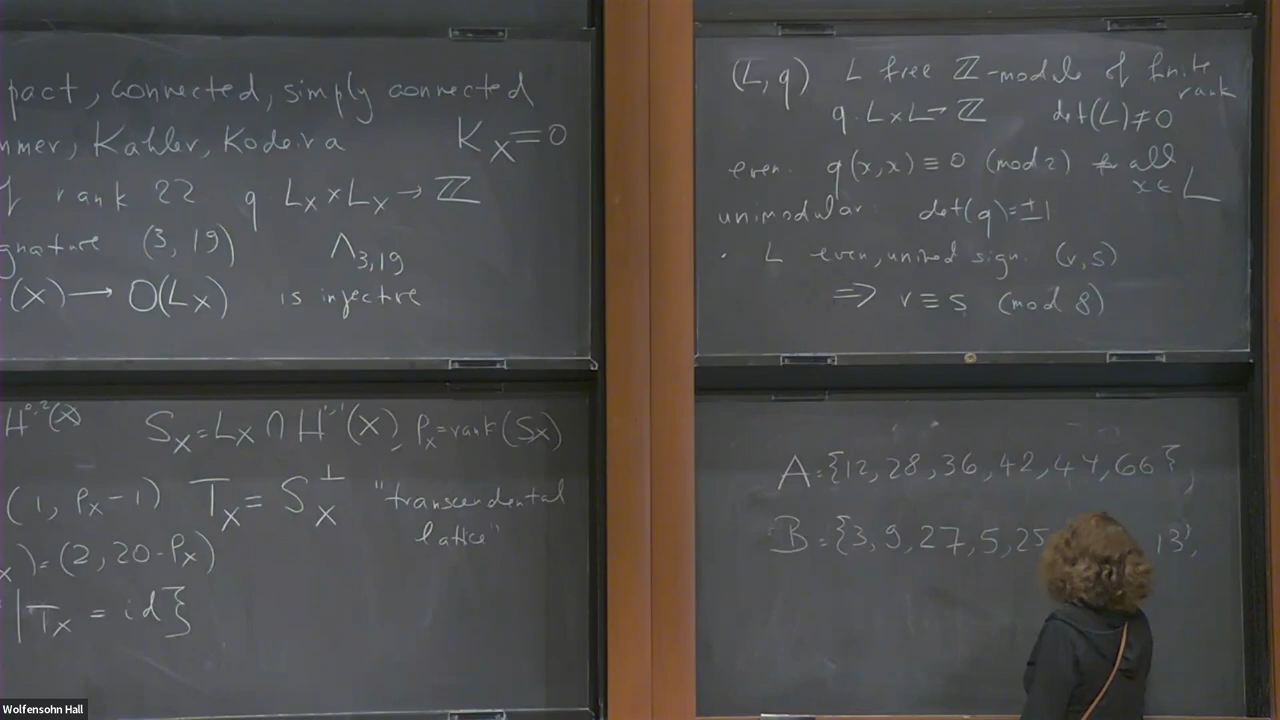 pact, connected, simply connected
mmer, Kahler, Kodaira K_X=0
f rank 22 q L_X×L_X→ℤ
gnature (3, 19) Λ_{3,19}
(X)⟶O(L_X) is injective
H^{0,2}(X) S_X=L_X∩H^{1,1}(X), ρ_X=rank(S_X)
(1, ρ_X-1) T_X=S_X^⊥ "transcendental
lattice"
X)=(2, 20-ρ_X)
|T_X=id}
(L,q) L free ℤ-module of finite
rank
q: L×L→ℤ det(L)≠0
even: q(x,x)≡0 (mod 2) all
x∈L
unimodular: det(q)=±1
· L even, unimod sign. (r,s)
⟹ r≡s (mod 8)
A={12,28,36,42,44,66},
B={3,9,27,5,25 13},
Wolfensohn Hall